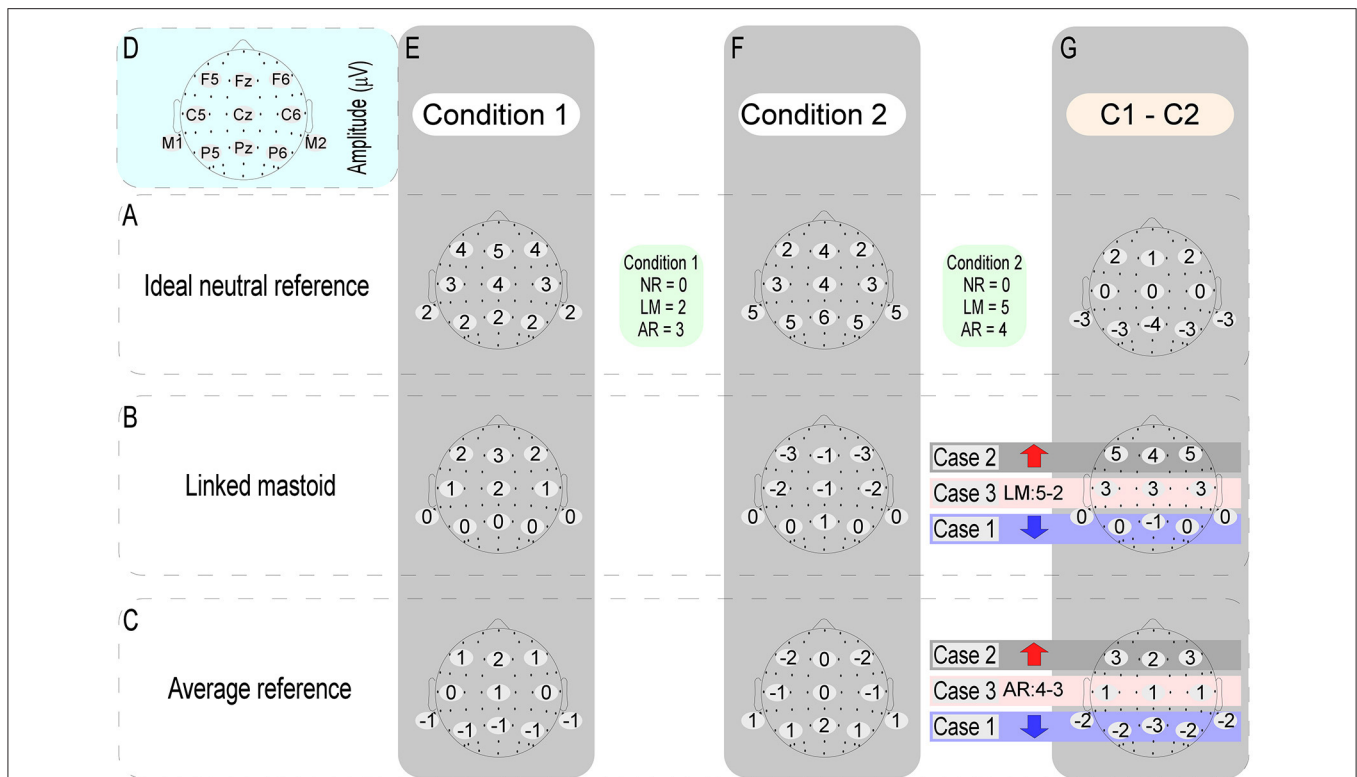 D
E
F
G
F5 Fz F6
C5 Cz C6
M1 M2
P5 Pz P6
Amplitude (μV)
Condition 1
Condition 2
C1 - C2
A
Ideal neutral reference
4 5 4
3 4 3
2 2 2 2 2
Condition 1
NR = 0
LM = 2
AR = 3
2 4 2
3 4 3
5 5 6 5 5
Condition 2
NR = 0
LM = 5
AR = 4
2 1 2
0 0 0
-3 -3 -4 -3 -3
B
Linked mastoid
2 3 2
1 2 1
0 0 0 0 0
-3 -1 -3
-2 -1 -2
0 0 1 0 0
Case 2
Case 3 LM:5-2
Case 1
5 4 5
3 3 3
0 0 -1 0 0
C
Average reference
1 2 1
0 1 0
-1 -1 -1 -1 -1
-2 0 -2
-1 0 -1
1 1 2 1 1
Case 2
Case 3 AR:4-3
Case 1
3 2 3
1 1 1
-2 -2 -3 -2 -2